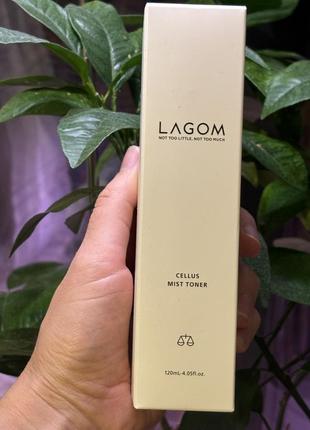 LAGOM
NOT TOO LITTLE, NOT TOO MUCH
CELLUS
MIST TONER
120mL·4.05fl.oz.